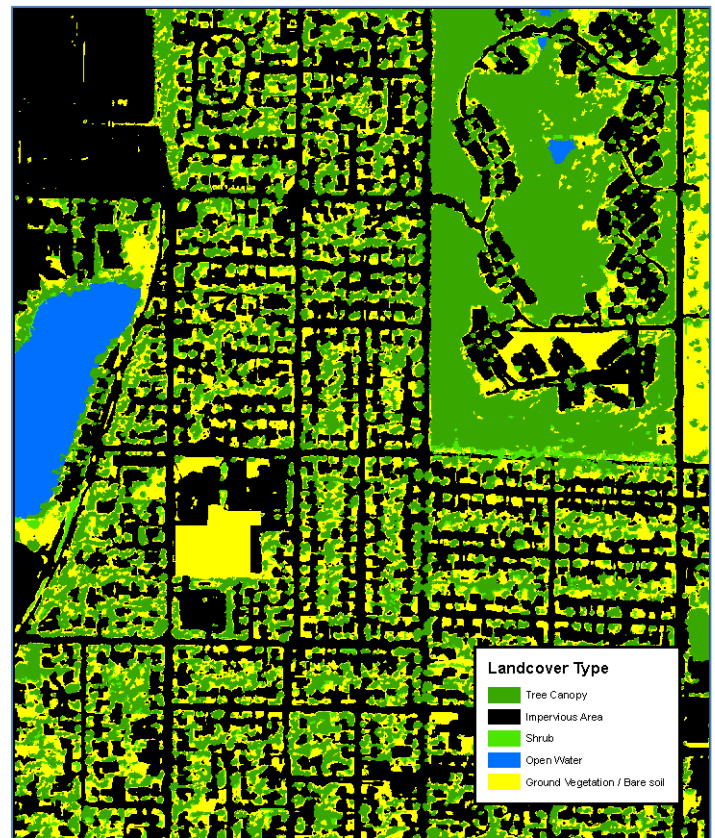 Landcover Type
Tree Canopy
Impervious Area
Shrub
Open Water
Ground Vegetation / Bare soil